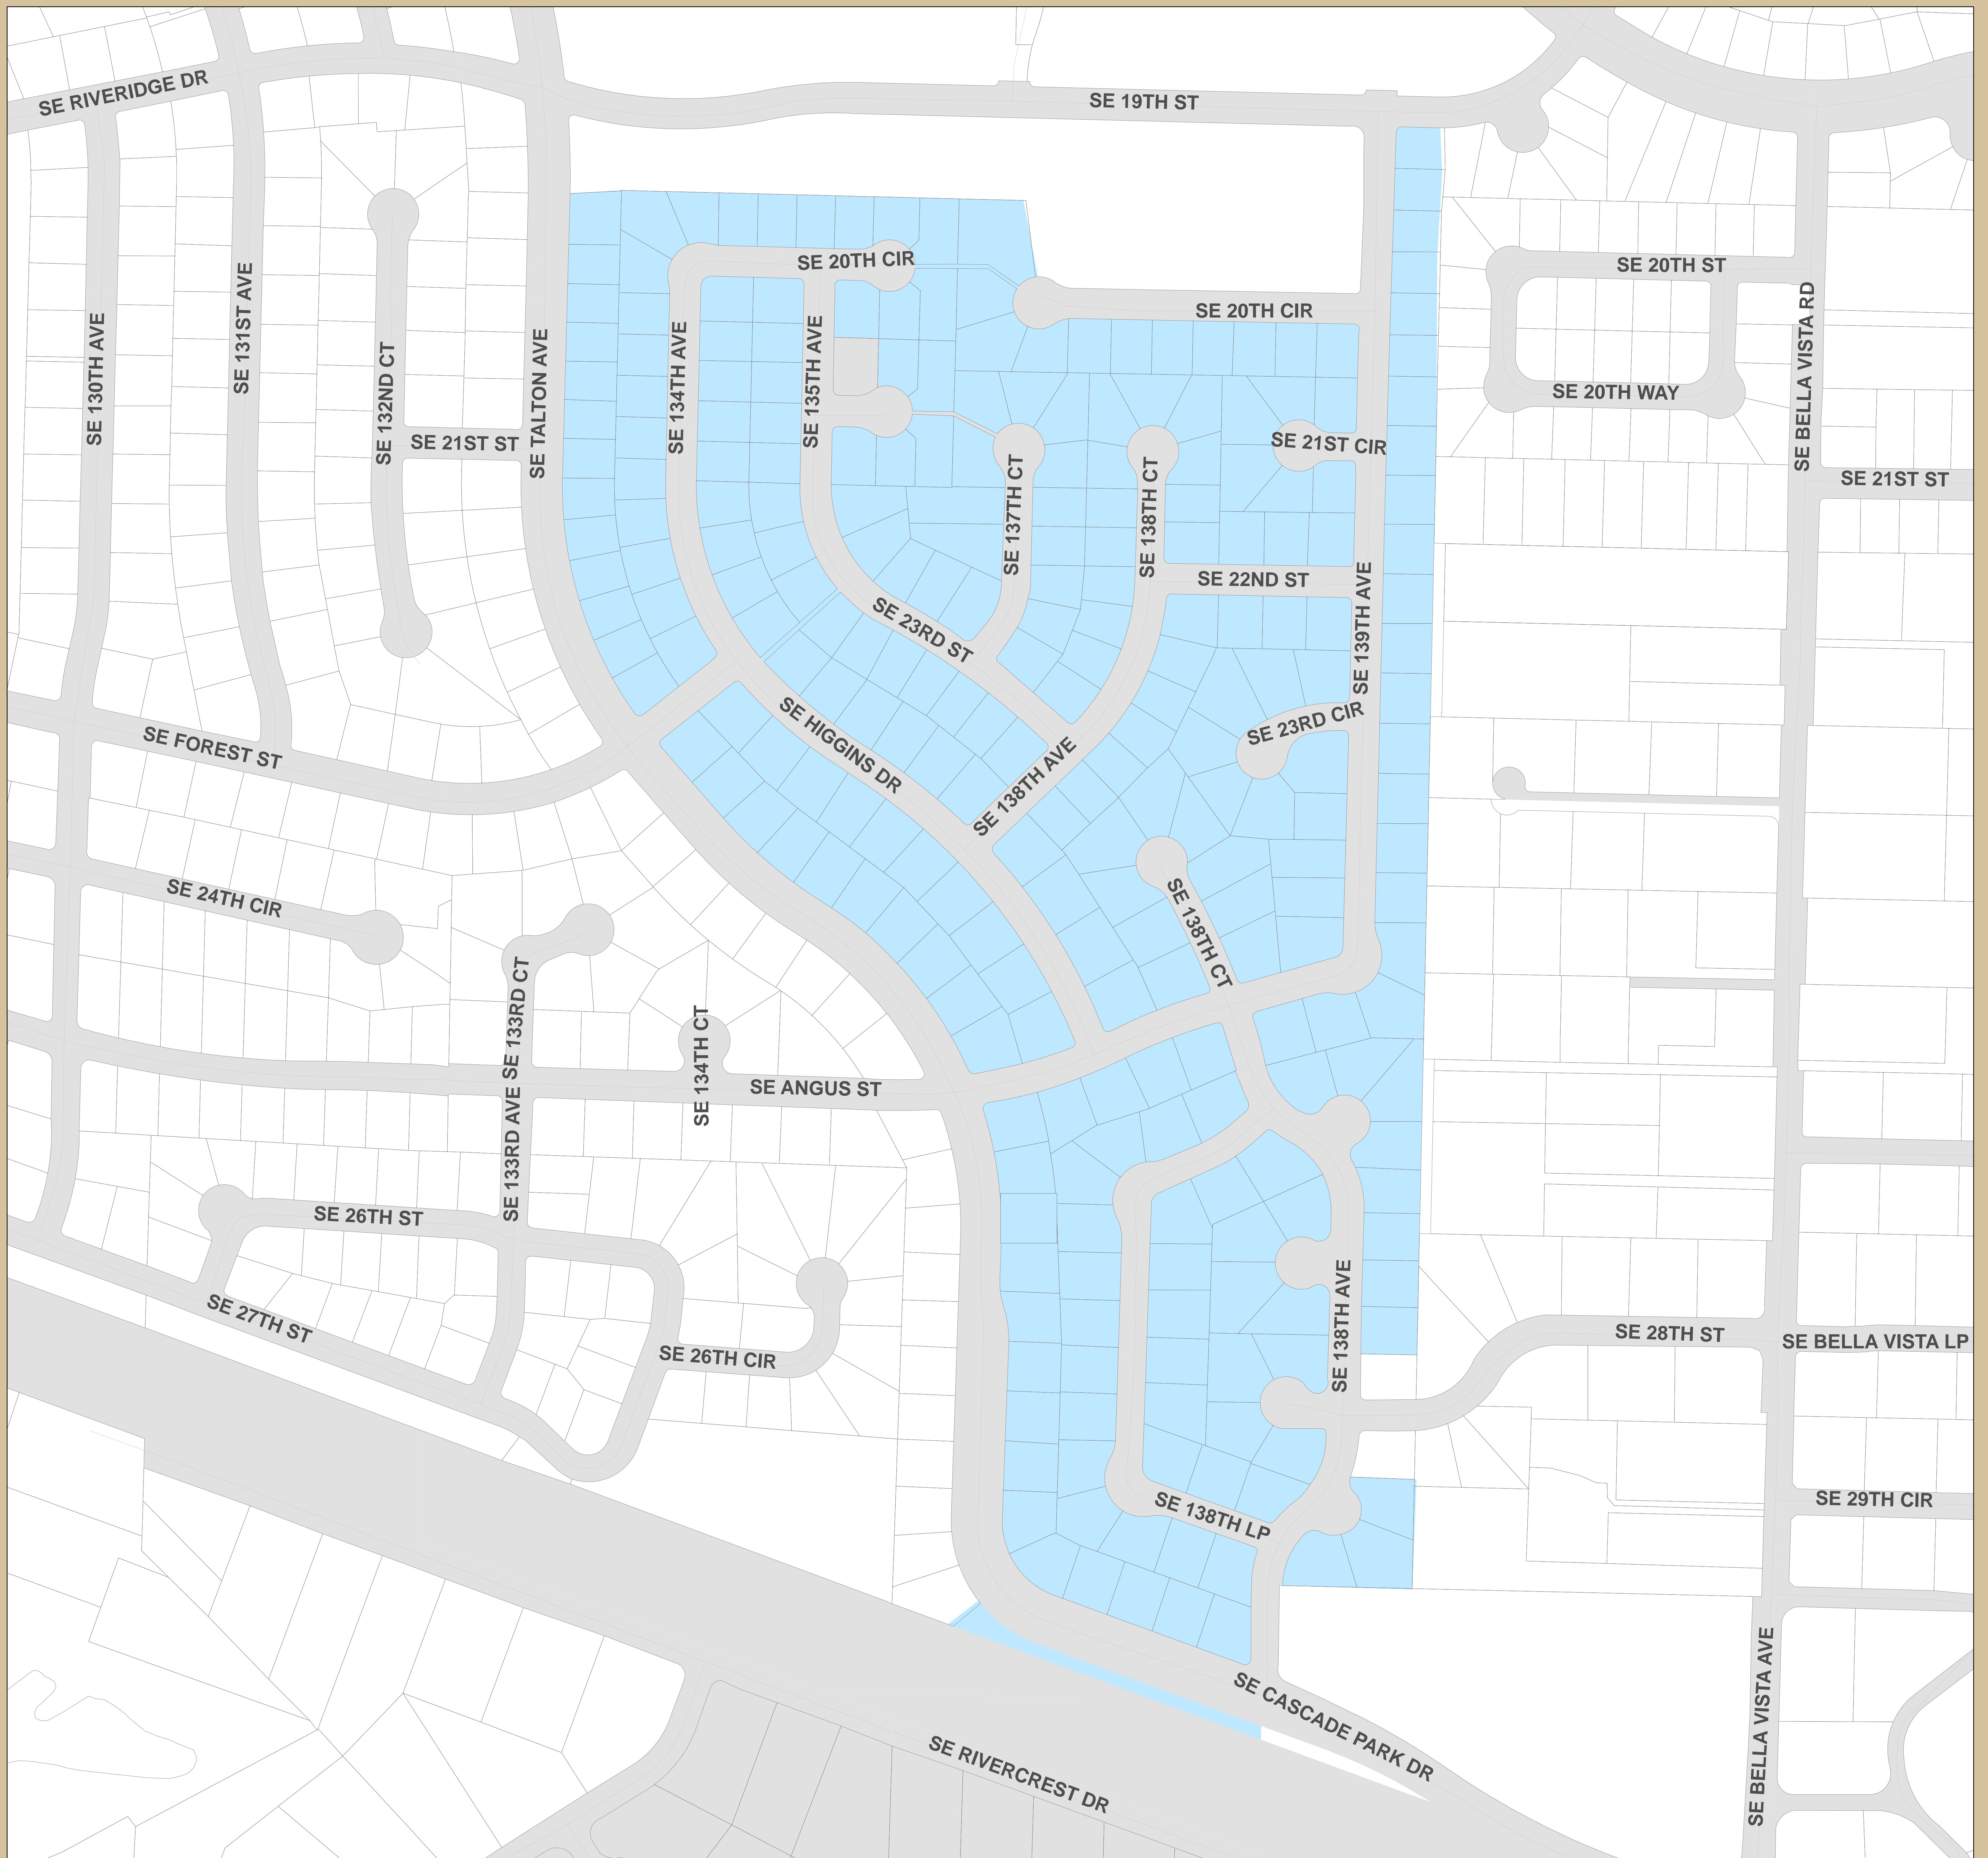 SE RIVERIDGE DR
SE 19TH ST
SE 20TH CIR
SE 20TH ST
SE 20TH CIR
SE 130TH AVE
SE 131ST AVE
SE 132ND CT
SE TALTON AVE
SE 134TH AVE
SE 135TH AVE
SE BELLA VISTA RD
SE 20TH WAY
SE 21ST ST
SE 21ST CIR
SE 21ST ST
SE 137TH CT
SE 138TH CT
SE 22ND ST
SE 139TH AVE
SE 23RD ST
SE FOREST ST
SE HIGGINS DR
SE 138TH AVE
SE 23RD CIR
SE 24TH CIR
SE 138TH CT
SE 133RD CT
SE 134TH CT
SE ANGUS ST
SE 133RD AVE
SE 26TH ST
SE 27TH ST
SE 26TH CIR
SE 138TH AVE
SE 28TH ST
SE BELLA VISTA LP
SE 138TH LP
SE 29TH CIR
SE CASCADE PARK DR
SE BELLA VISTA AVE
SE RIVERCREST DR